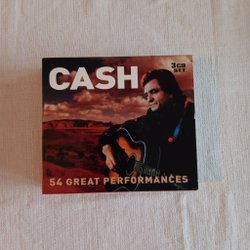 CASH
3CD
SET
54 GREAT PERFORMANCES